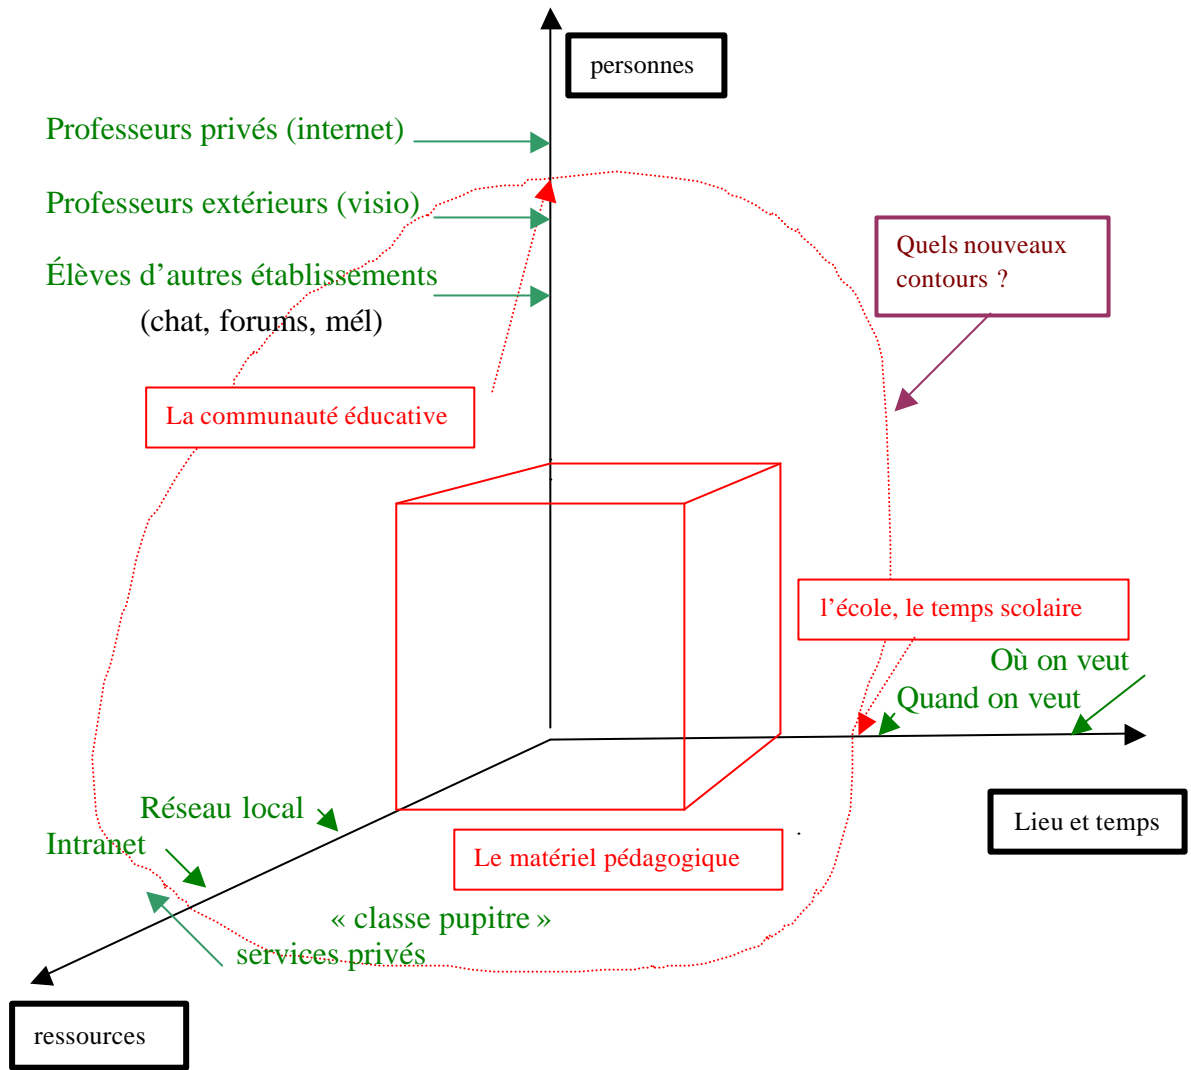 personnes
Professeurs privés (internet)
Professeurs extérieurs (visio)
Quels nouveaux
contours ?
Élèves d’autres établissements
(chat, forums, mél)
La communauté éducative
l’école, le temps scolaire
Où on veut
Quand on veut
Réseau local
Lieu et temps
Intranet
Le matériel pédagogique
« classe pupitre »
services privés
ressources